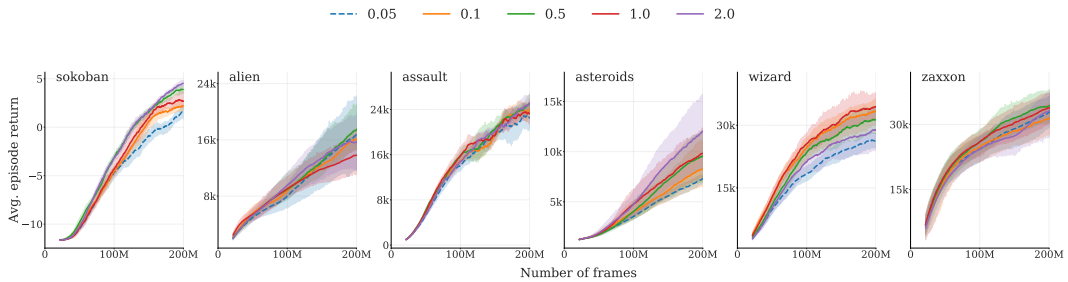 0.05 0.1 0.5 1.0 2.0
sokoban alien assault asteroids wizard zaxxon
Avg. episode return
5 0 −5 −10
24k 16k 8k
24k 16k 8k 0
15k 10k 5k
30k 15k
30k 15k
0 100M 200M 0 100M 200M 0 100M 200M 0 100M 200M 0 100M 200M 0 100M 200M
Number of frames